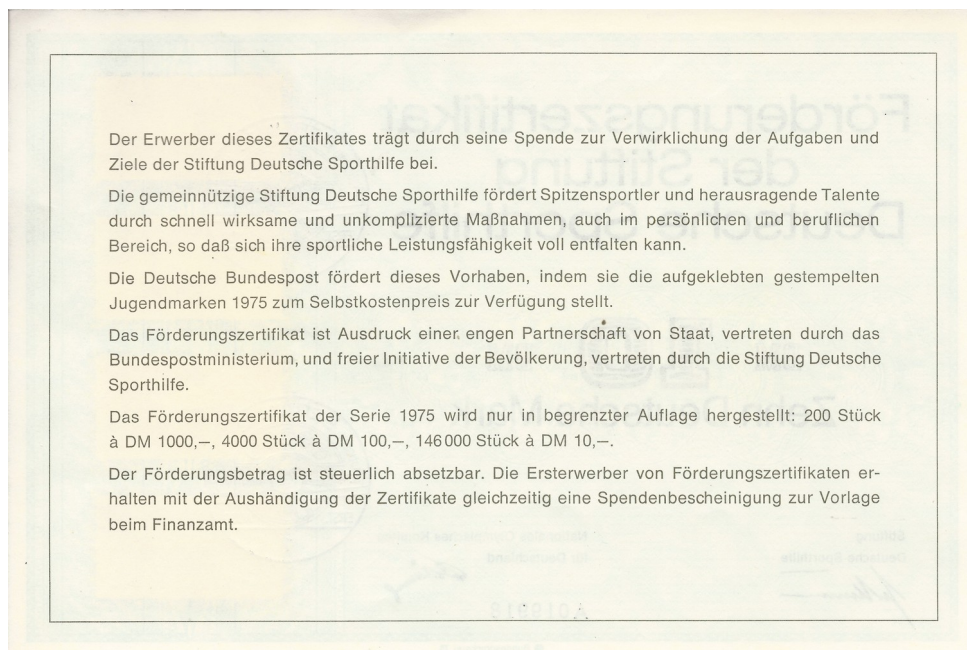 Der Erwerber dieses Zertifikates trägt durch seine Spende zur Verwirklichung der Aufgaben und
Ziele der Stiftung Deutsche Sporthilfe bei.
Die gemeinnützige Stiftung Deutsche Sporthilfe fördert Spitzensportler und herausragende Talente
durch schnell wirksame und unkomplizierte Maßnahmen, auch im persönlichen und beruflichen
Bereich, so daß sich ihre sportliche Leistungsfähigkeit voll entfalten kann.
Die Deutsche Bundespost fördert dieses Vorhaben, indem sie die aufgeklebten gestempelten
Jugendmarken 1975 zum Selbstkostenpreis zur Verfügung stellt.
Das Förderungszertifikat ist Ausdruck einer engen Partnerschaft von Staat, vertreten durch das
Bundespostministerium, und freier Initiative der Bevölkerung, vertreten durch die Stiftung Deutsche
Sporthilfe.
Das Förderungszertifikat der Serie 1975 wird nur in begrenzter Auflage hergestellt: 200 Stück
à DM 1000,–, 4000 Stück à DM 100,–, 146000 Stück à DM 10,–.
Der Förderungsbetrag ist steuerlich absetzbar. Die Ersterwerber von Förderungszertifikaten er-
halten mit der Aushändigung der Zertifikate gleichzeitig eine Spendenbescheinigung zur Vorlage
beim Finanzamt.